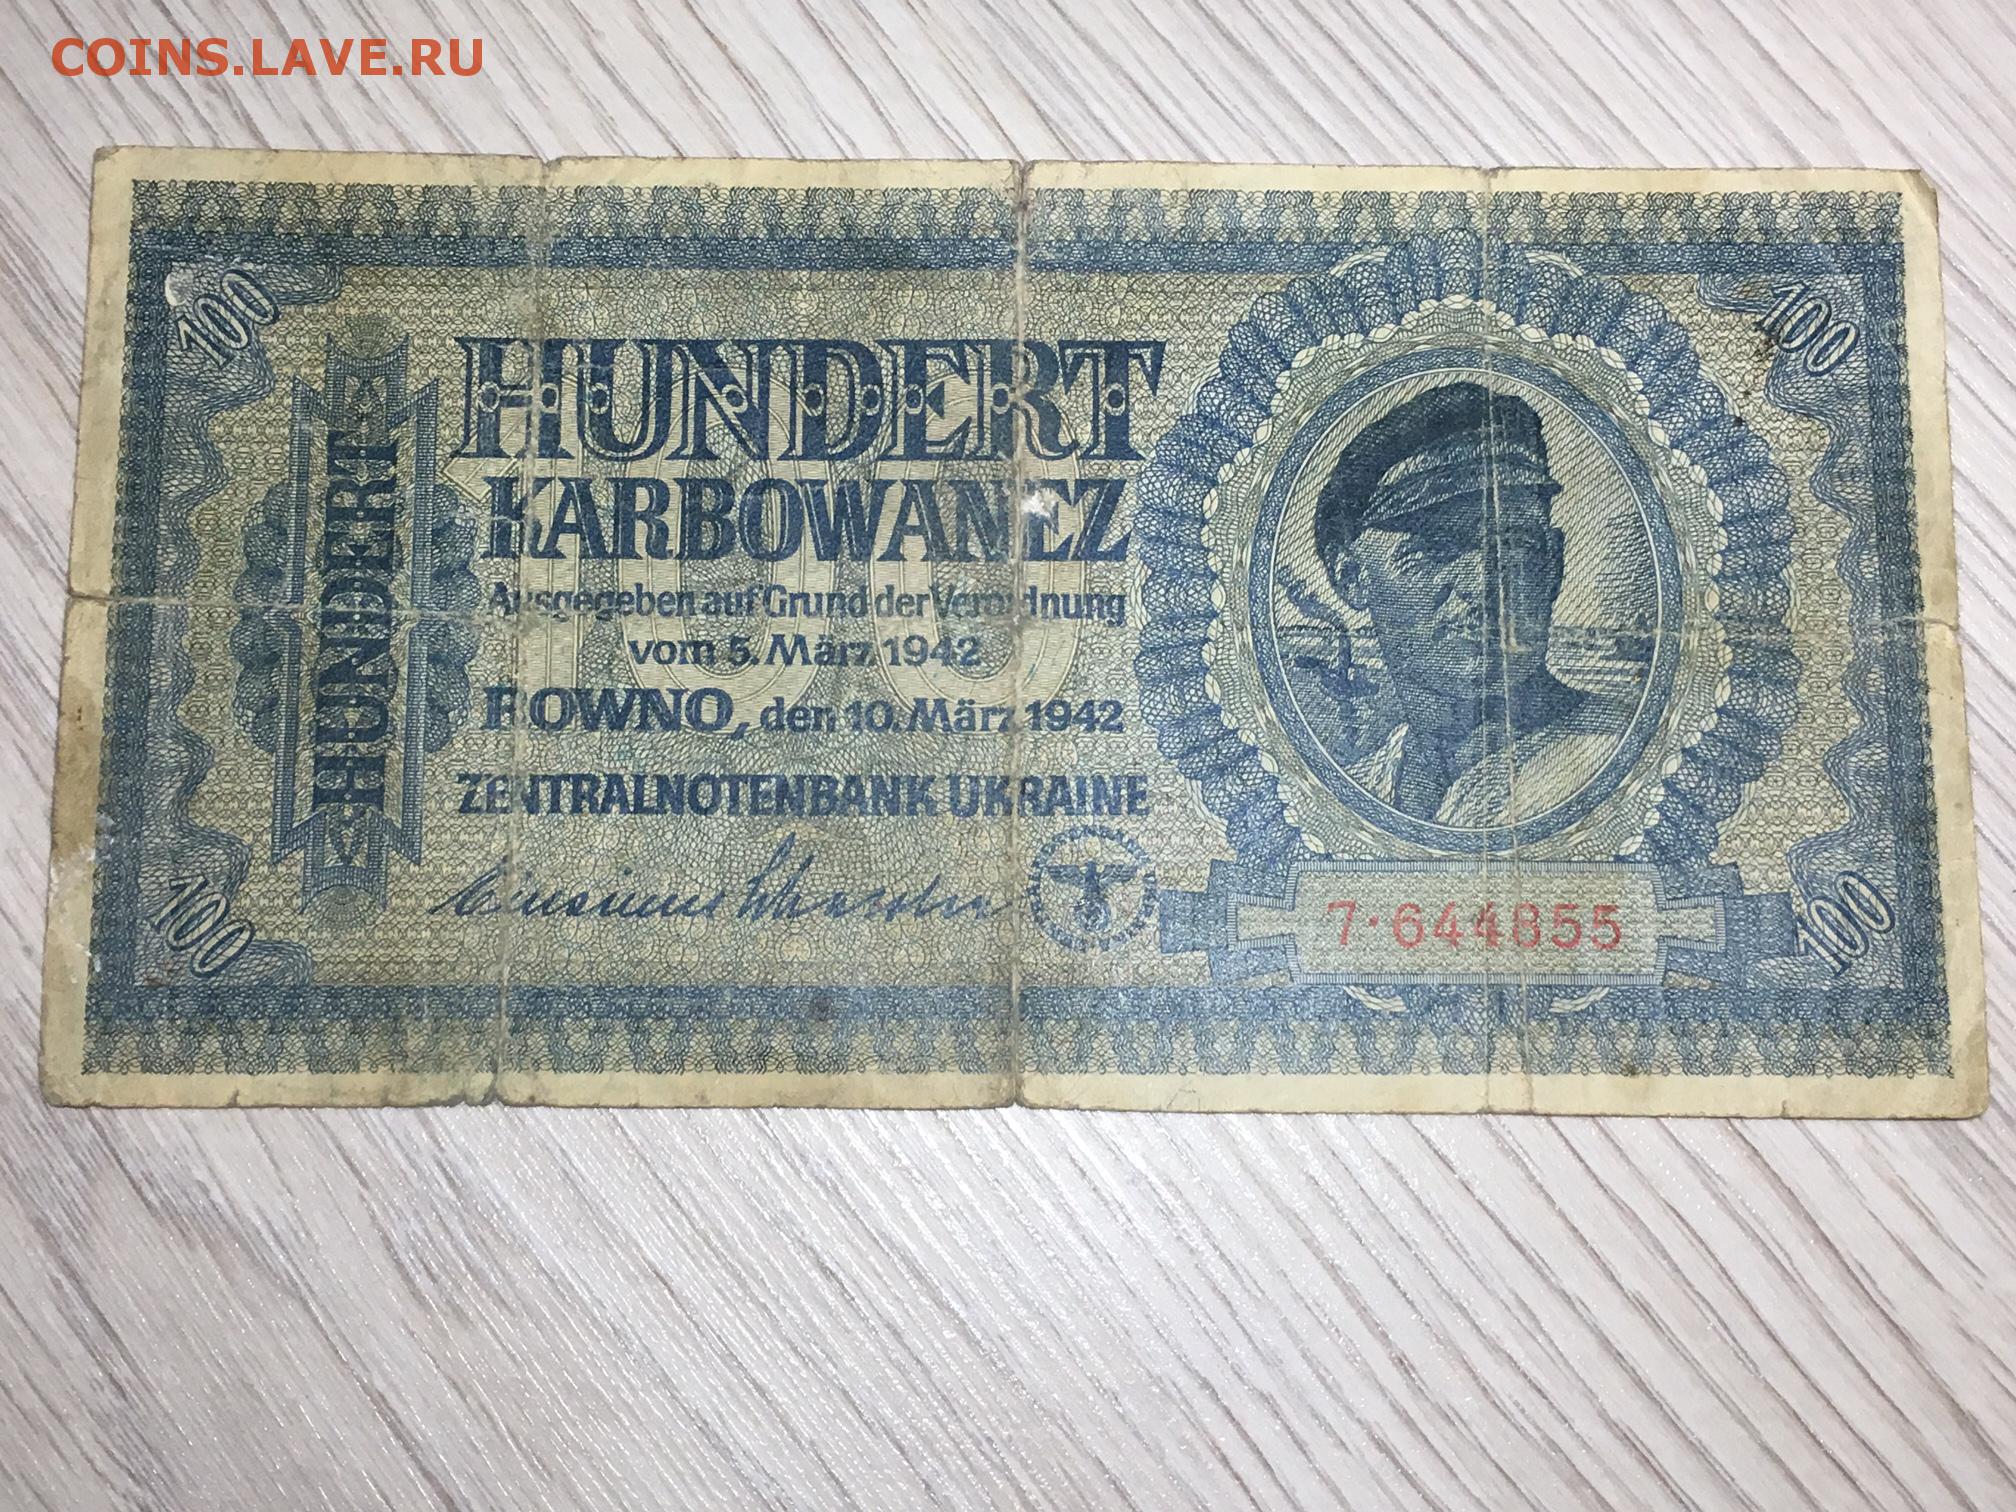 COINS.LAVE.RU
100
100
HUNDERT
HUNDERT
KARBOWANEZ
Ausgegeben auf Grund der Verordnung
vom 5. März 1942
ROWNO, den 10. März 1942
ZENTRALNOTENBANK UKRAINE
7·644855
100
100